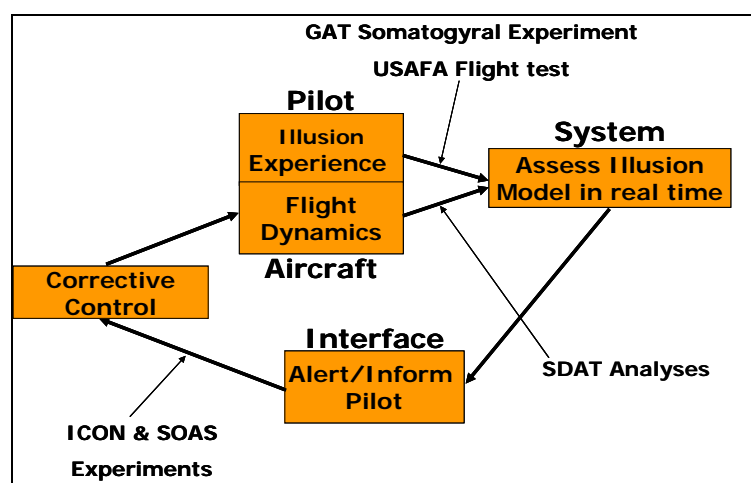 GAT Somatogyral Experiment
USAFA Flight test
Pilot
Illusion
Experience
System
Assess Illusion
Model in real time
Flight
Dynamics
Aircraft
Corrective
Control
Interface
Alert/Inform
Pilot
SDAT Analyses
ICON & SOAS
Experiments